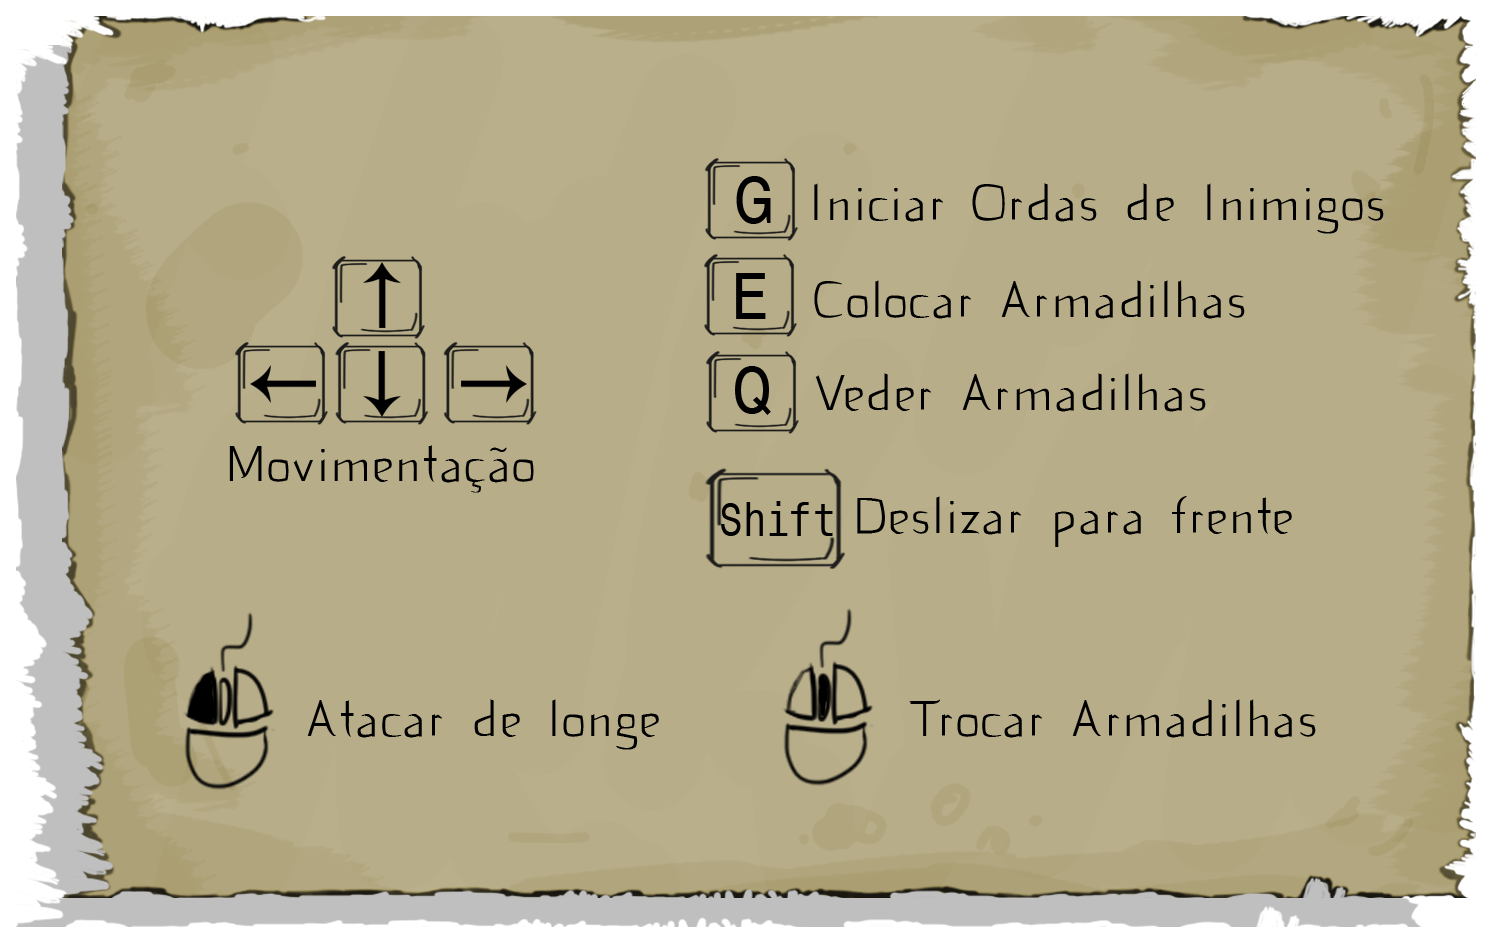 G Iniciar Ordas de Inimigos
E Colocar Armadilhas
Q Veder Armadilhas
Movimentação
Shift Deslizar para frente
Atacar de longe
Trocar Armadilhas